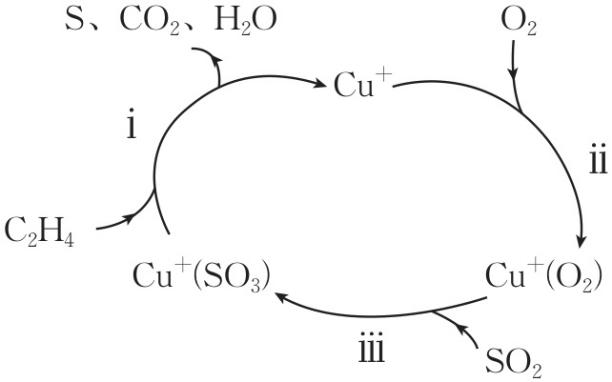 S、CO₂、H₂O
O₂
Cu⁺
i
ii
C₂H₄
Cu⁺(SO₃)
Cu⁺(O₂)
iii
SO₂